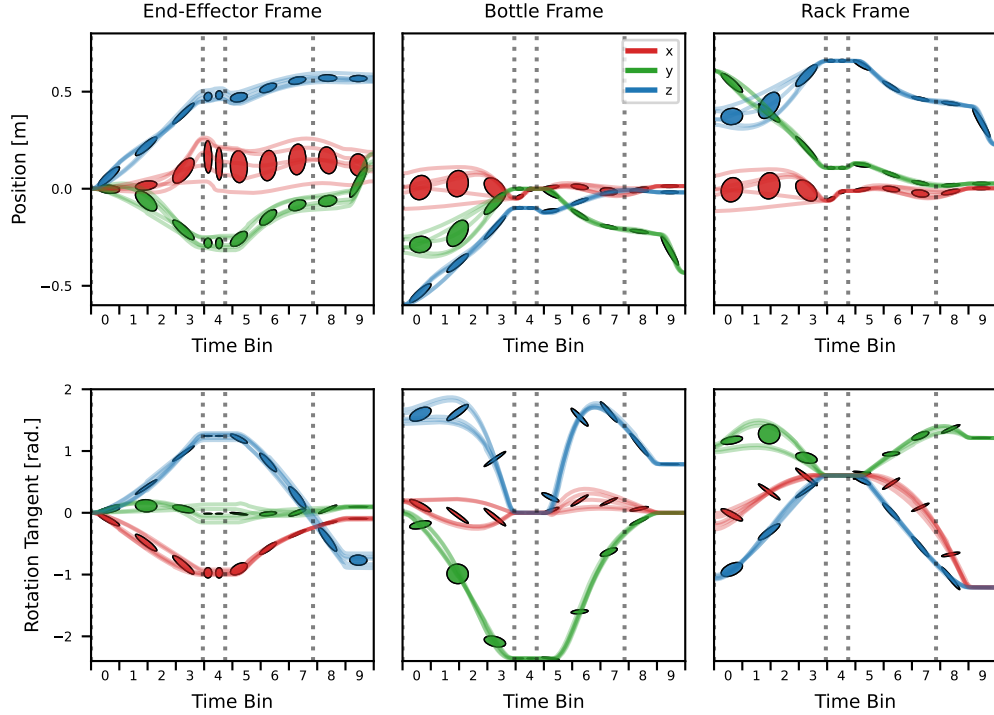 End-Effector Frame Bottle Frame Rack Frame
Position [m]
0.5
0.0
−0.5
x
y
z
0 1 2 3 4 5 6 7 8 9
0 1 2 3 4 5 6 7 8 9
0 1 2 3 4 5 6 7 8 9
Time Bin Time Bin Time Bin
Rotation Tangent [rad.]
2
1
0
−1
−2
0 1 2 3 4 5 6 7 8 9
0 1 2 3 4 5 6 7 8 9
0 1 2 3 4 5 6 7 8 9
Time Bin Time Bin Time Bin